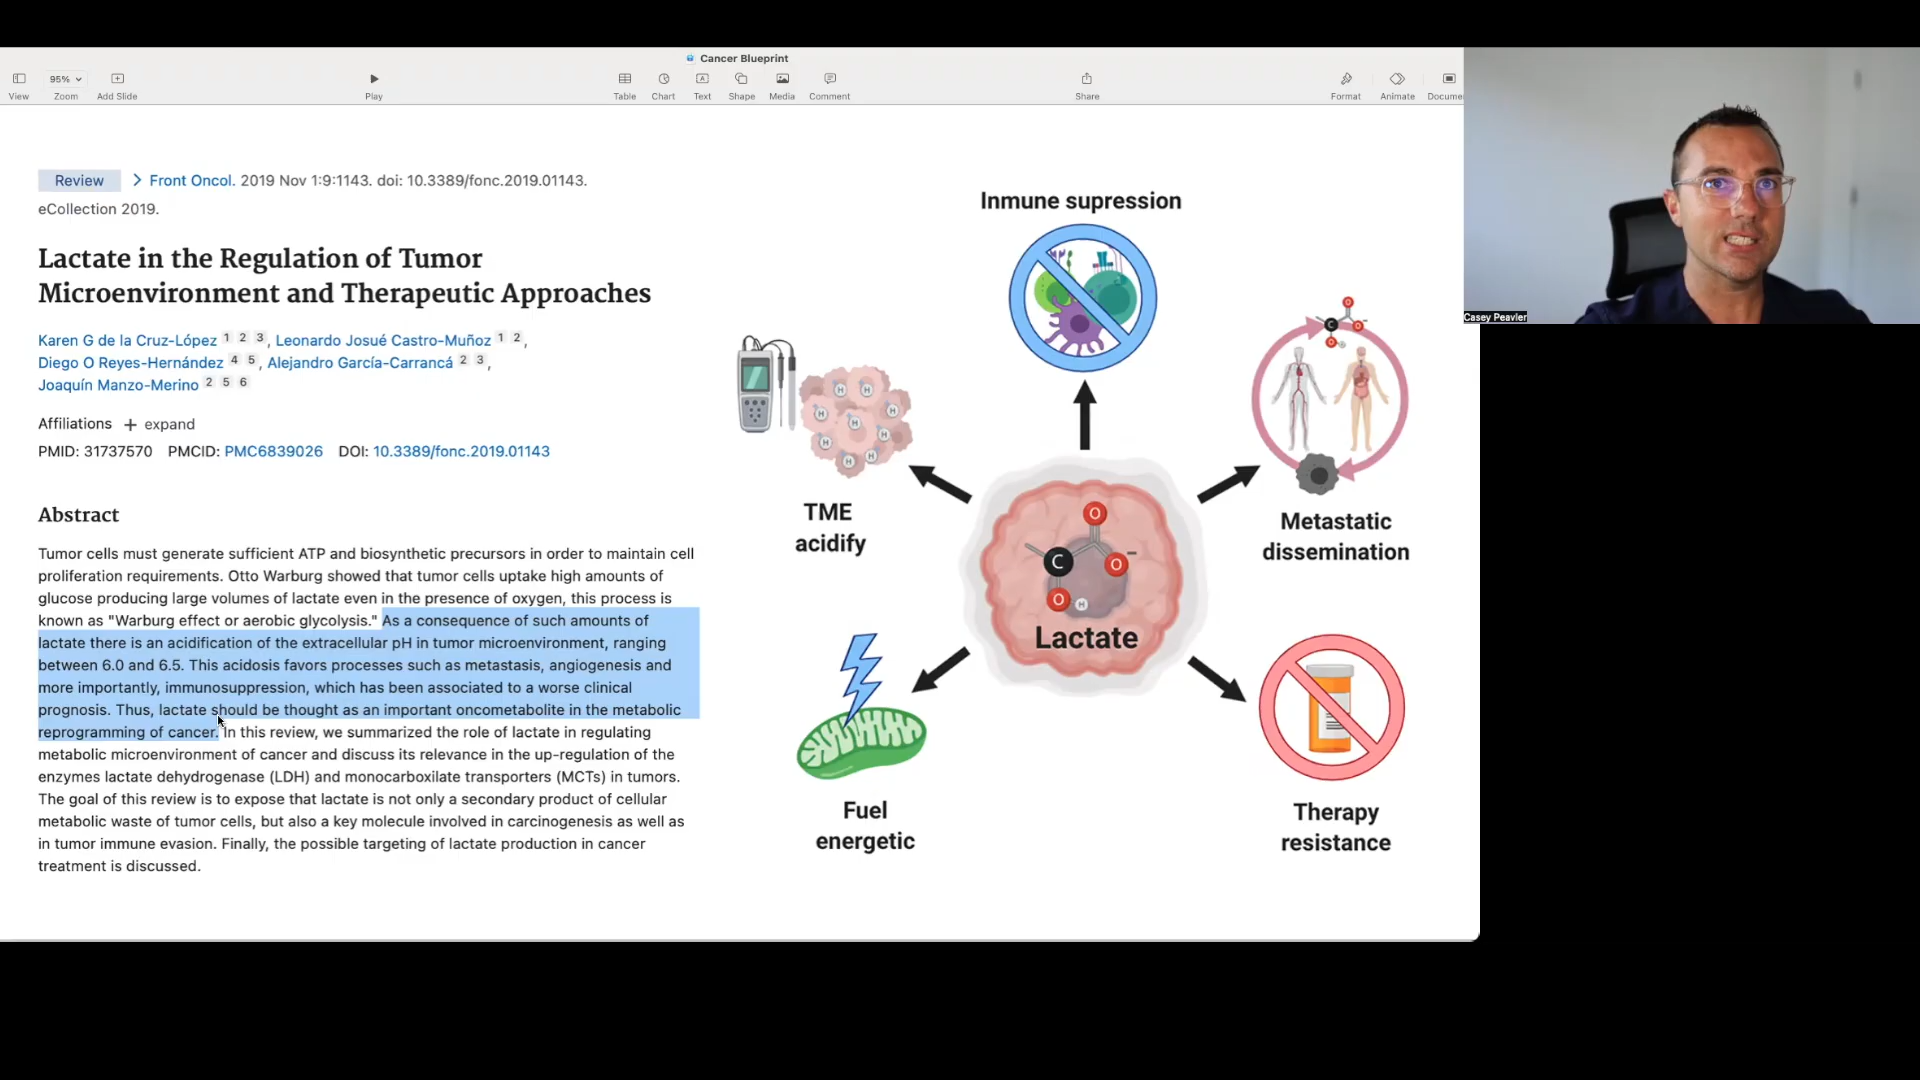 Cancer Blueprint
95%
View Zoom Add Slide Play Table Chart Text Shape Media Comment Share Format Animate Docume
Casey Peavler
Review > Front Oncol. 2019 Nov 1:9:1143. doi: 10.3389/fonc.2019.01143.
eCollection 2019.
Lactate in the Regulation of Tumor
Microenvironment and Therapeutic Approaches
Karen G de la Cruz-López 1 2 3, Leonardo Josué Castro-Muñoz 1 2,
Diego O Reyes-Hernández 4 5, Alejandro García-Carrancá 2 3,
Joaquín Manzo-Merino 2 5 6
Affiliations + expand
PMID: 31737570 PMCID: PMC6839026 DOI: 10.3389/fonc.2019.01143
Abstract
Tumor cells must generate sufficient ATP and biosynthetic precursors in order to maintain cell
proliferation requirements. Otto Warburg showed that tumor cells uptake high amounts of
glucose producing large volumes of lactate even in the presence of oxygen, this process is
known as "Warburg effect or aerobic glycolysis." As a consequence of such amounts of
lactate there is an acidification of the extracellular pH in tumor microenvironment, ranging
between 6.0 and 6.5. This acidosis favors processes such as metastasis, angiogenesis and
more importantly, immunosuppression, which has been associated to a worse clinical
prognosis. Thus, lactate should be thought as an important oncometabolite in the metabolic
reprogramming of cancer. In this review, we summarized the role of lactate in regulating
metabolic microenvironment of cancer and discuss its relevance in the up-regulation of the
enzymes lactate dehydrogenase (LDH) and monocarboxilate transporters (MCTs) in tumors.
The goal of this review is to expose that lactate is not only a secondary product of cellular
metabolic waste of tumor cells, but also a key molecule involved in carcinogenesis as well as
in tumor immune evasion. Finally, the possible targeting of lactate production in cancer
treatment is discussed.
Inmune supression
C O O H
H H
H H H
H H
H H
TME
acidify
Metastatic
dissemination
O
C O −
O H
Lactate
Fuel
energetic
Therapy
resistance